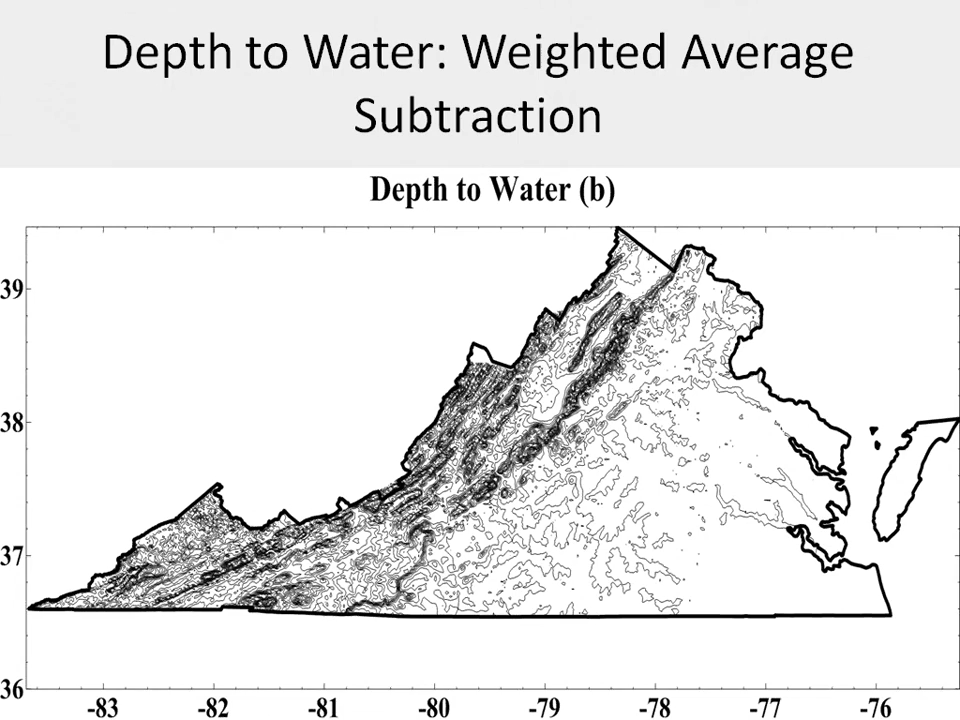 Depth to Water: Weighted Average
Subtraction
Depth to Water (b)
39
38
37
36
-83 -82 -81 -80 -79 -78 -77 -76